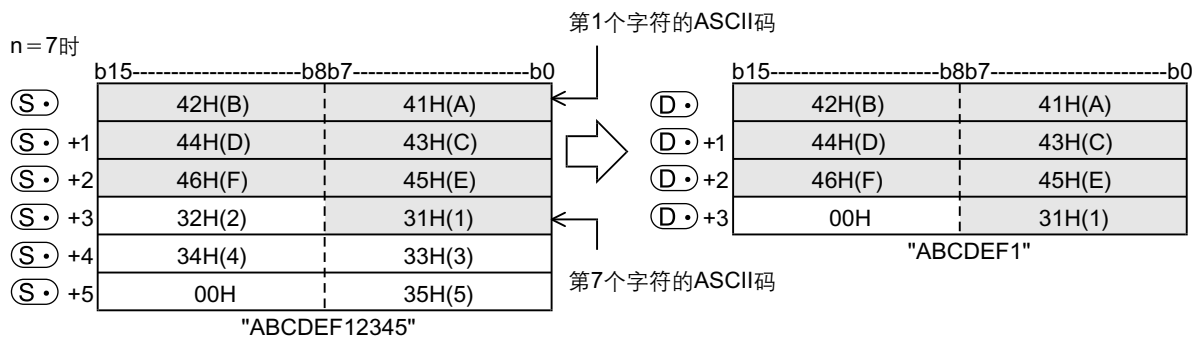 第1个字符的ASCII码
n＝7时
b15----------------------b8b7-----------------------b0
b15----------------------b8b7-----------------------b0
S· 42H(B) 41H(A)
D· 42H(B) 41H(A)
S· +1 44H(D) 43H(C)
D· +1 44H(D) 43H(C)
S· +2 46H(F) 45H(E)
D· +2 46H(F) 45H(E)
S· +3 32H(2) 31H(1)
D· +3 00H 31H(1)
"ABCDEF1"
S· +4 34H(4) 33H(3)
第7个字符的ASCII码
S· +5 00H 35H(5)
"ABCDEF12345"